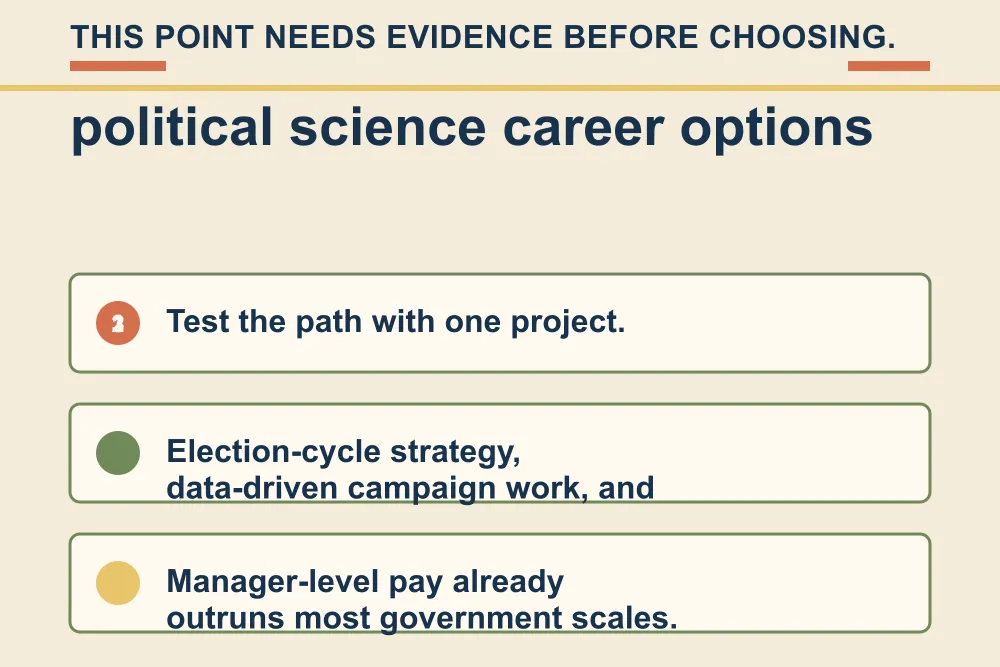 THIS POINT NEEDS EVIDENCE BEFORE CHOOSING.
political science career options
Test the path with one project.
Election-cycle strategy,
data-driven campaign work, and
Manager-level pay already
outruns most government scales.